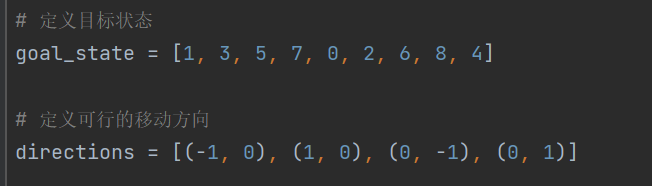 # 定义目标状态
goal_state = [1, 3, 5, 7, 0, 2, 6, 8, 4]
# 定义可行的移动方向
directions = [(-1, 0), (1, 0), (0, -1), (0, 1)]